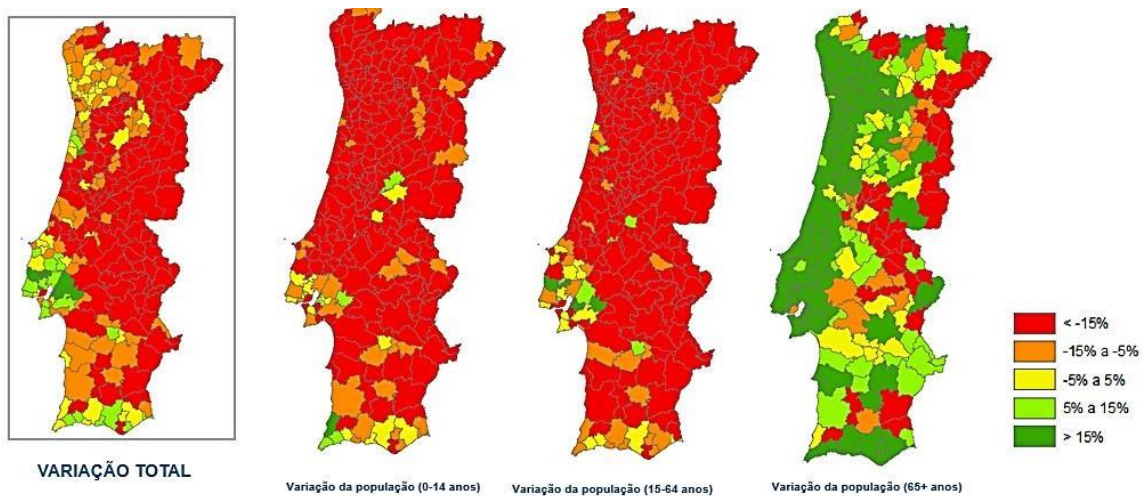 < -15%
-15% a -5%
-5% a 5%
5% a 15%
> 15%
VARIAÇÃO TOTAL
Variação da população (0-14 anos)
Variação da população (15-64 anos)
Variação da população (65+ anos)